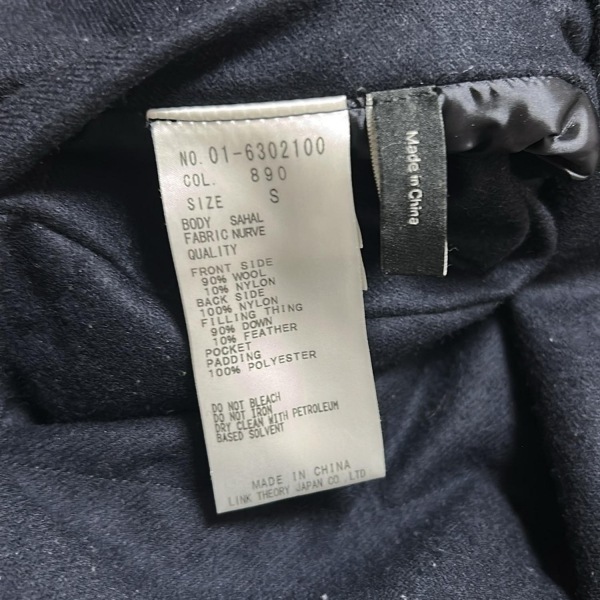 NO. 01-6302100
COL. 890
SIZE S
BODY SAHAL
FABRIC NURVE
QUALITY
FRONT SIDE
90% WOOL
10% NYLON
BACK SIDE
100% NYLON
FILLING THING
90% DOWN
10% FEATHER
POCKET
PADDING
100% POLYESTER
DO NOT BLEACH
DO NOT IRON
DRY CLEAN WITH PETROLEUM
BASED SOLVENT
MADE IN CHINA
LINK THEORY JAPAN CO.,LTD
Made in China